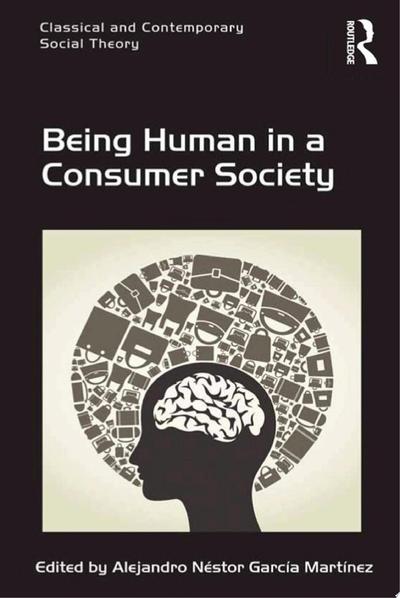 Classical and Contemporary
Social Theory
ROUTLEDGE
Being Human in a
Consumer Society
Edited by Alejandro Néstor García Martínez